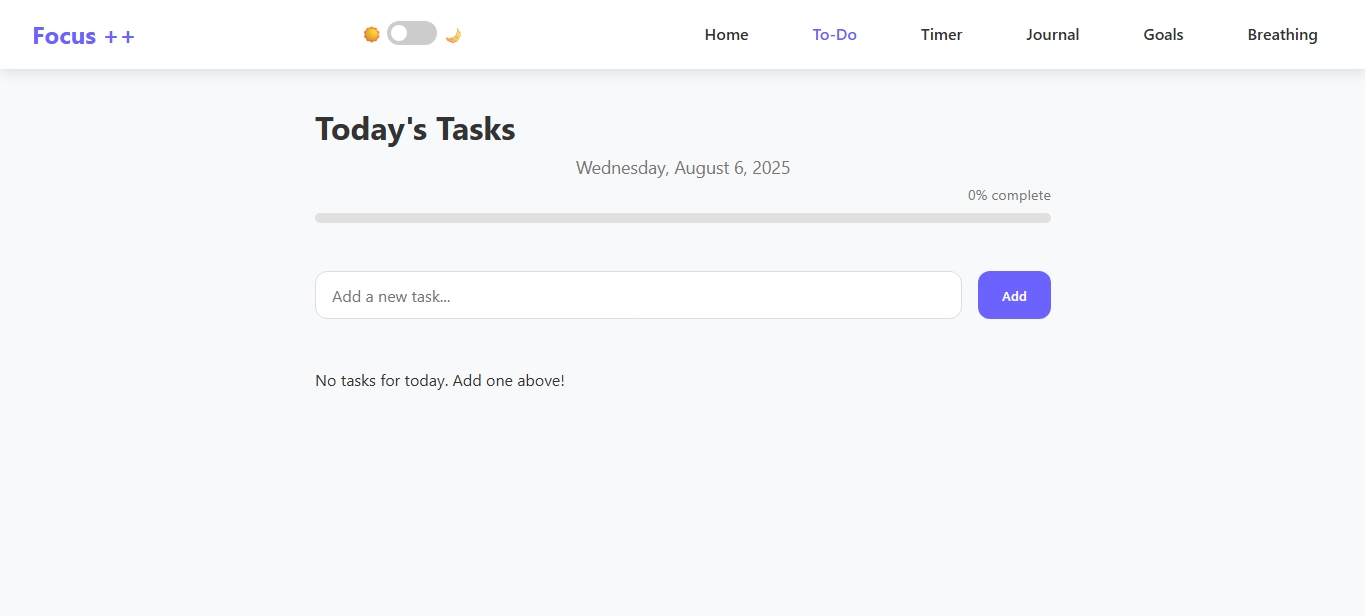 Focus ++
Home To-Do Timer Journal Goals Breathing
Today's Tasks
Wednesday, August 6, 2025
0% complete
Add a new task...
Add
No tasks for today. Add one above!